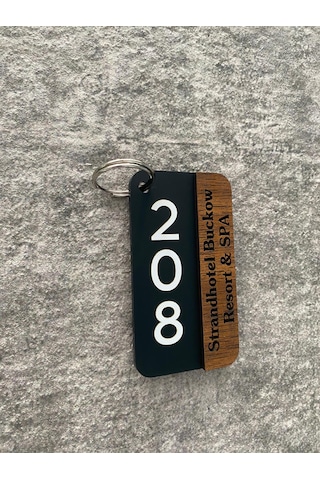 208
Strandhotel Buckow
Resort & SPA